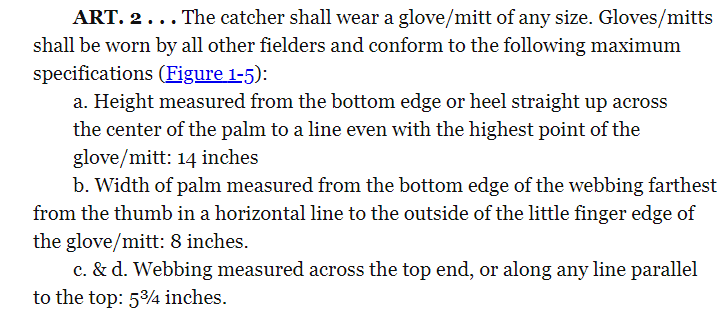 ART. 2 . . . The catcher shall wear a glove/mitt of any size. Gloves/mitts
shall be worn by all other fielders and conform to the following maximum
specifications (Figure 1-5):
a. Height measured from the bottom edge or heel straight up across
the center of the palm to a line even with the highest point of the
glove/mitt: 14 inches
b. Width of palm measured from the bottom edge of the webbing farthest
from the thumb in a horizontal line to the outside of the little finger edge of
the glove/mitt: 8 inches.
c. & d. Webbing measured across the top end, or along any line parallel
to the top: 5¾ inches.